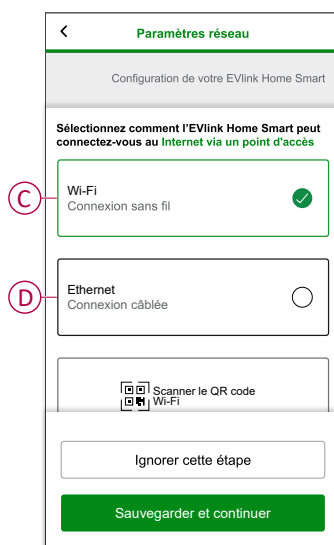 Paramètres réseau
Configuration de votre EVlink Home Smart
Sélectionnez comment l'EVlink Home Smart peut
connectez-vous au Internet via un point d'accès
C
Wi-Fi
Connexion sans fil
D
Ethernet
Connexion câblée
Scanner le QR code
Wi-Fi
Ignorer cette étape
Sauvegarder et continuer